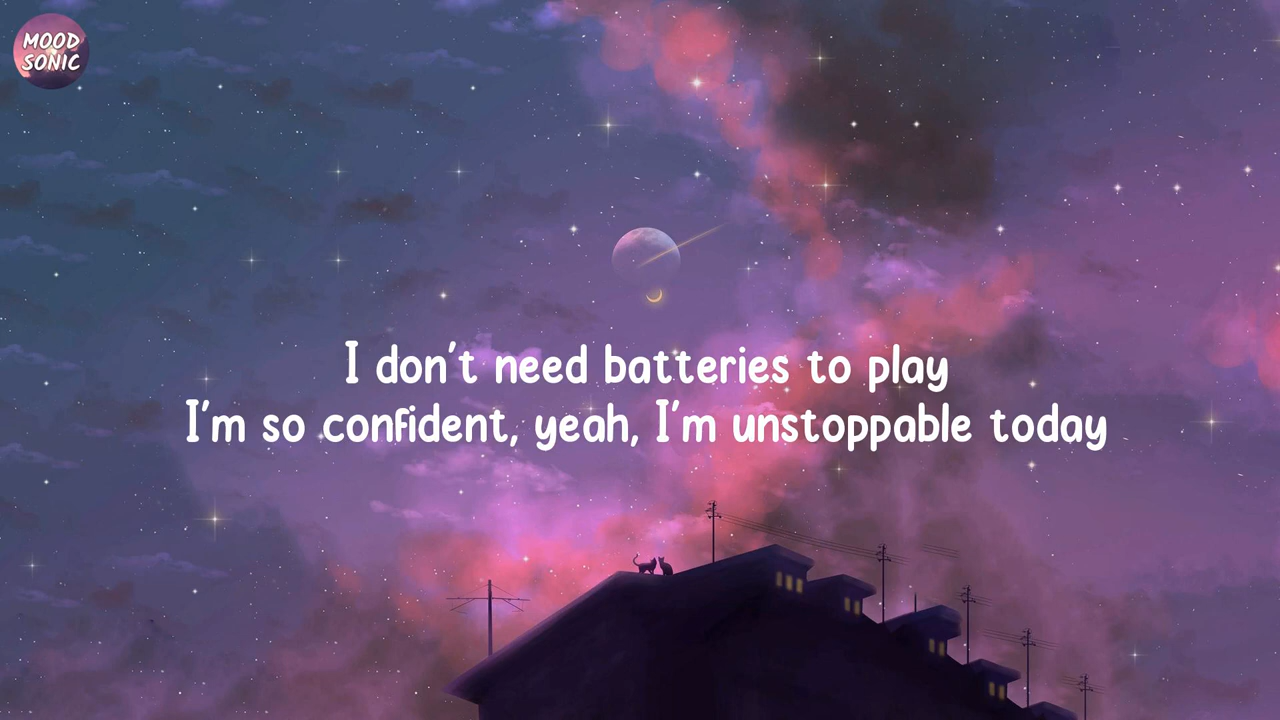 MOOD
SONIC
I don't need batteries to play
I'm so confident, yeah, I'm unstoppable today